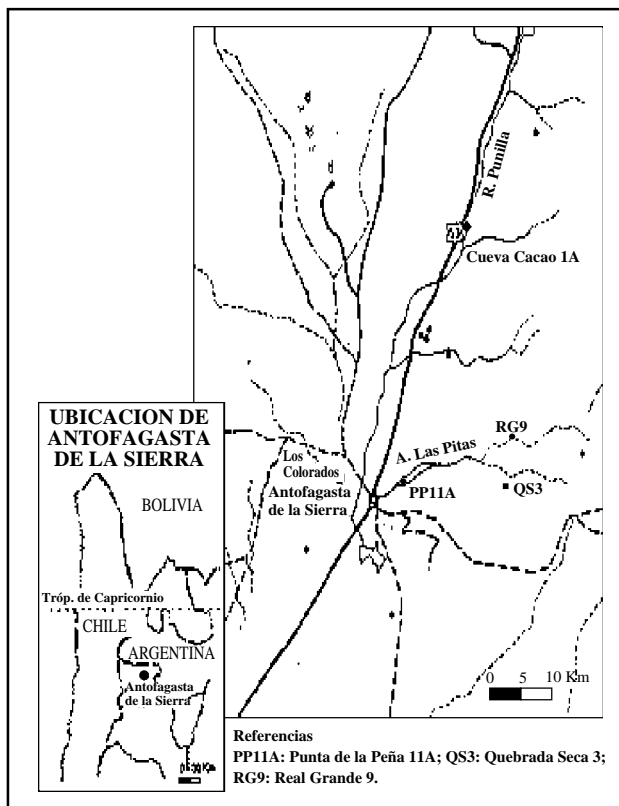 R. Punilla
Cueva Cacao 1A
RG9
A. Las Pitas
Los
Colorados
PP11A
QS3
Antofagasta
de la Sierra
0 5 10 Km
UBICACION DE
ANTOFAGASTA
DE LA SIERRA
BOLIVIA
Tróp. de Capricornio
CHILE
ARGENTINA
Antofagasta
de la Sierra
Referencias
PP11A: Punta de la Peña 11A; QS3: Quebrada Seca 3;
RG9: Real Grande 9.